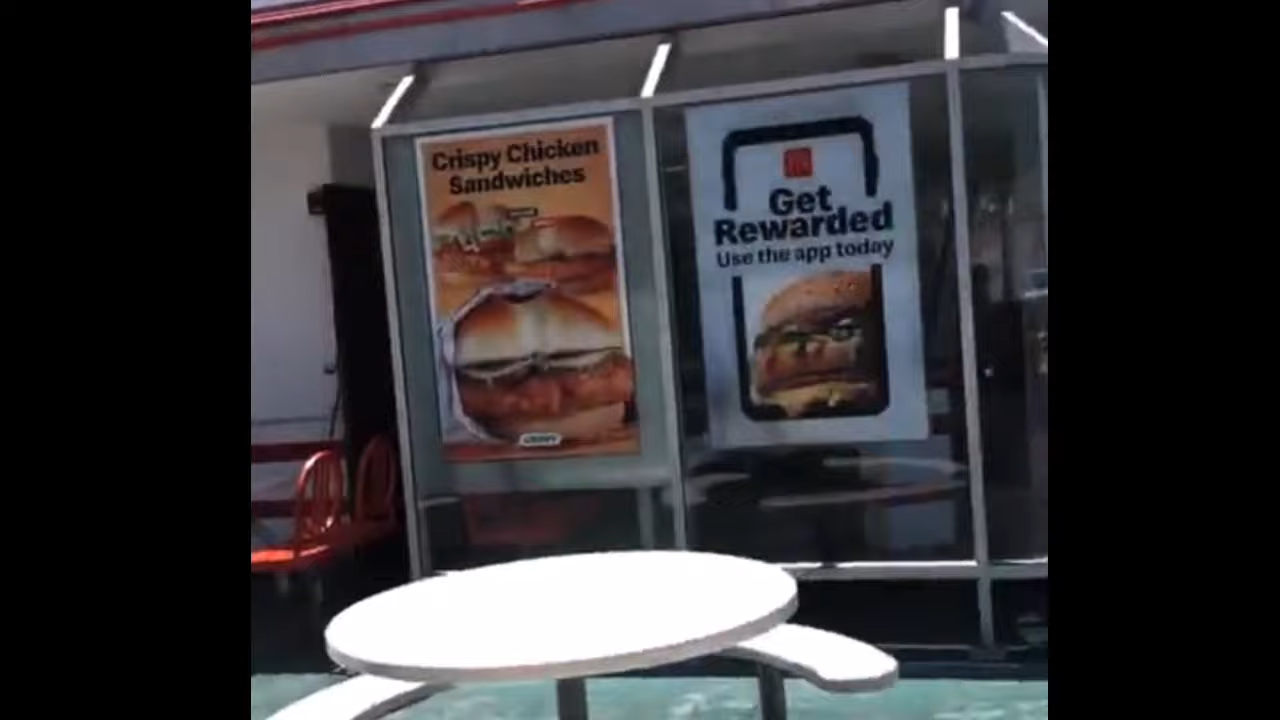 Crispy Chicken
Sandwiches
Get
Rewarded
Use the app today